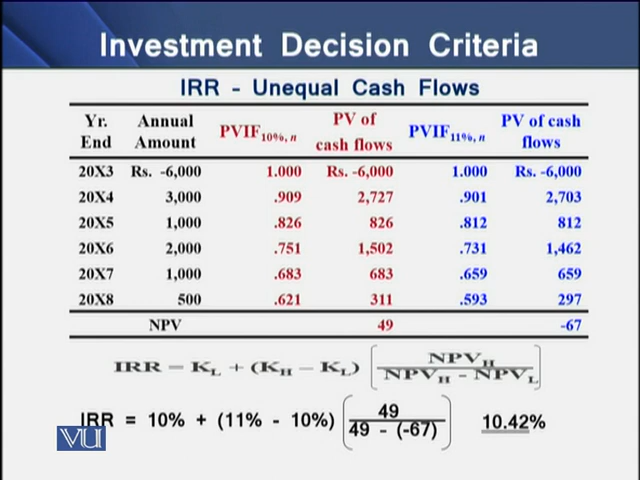 Investment Decision Criteria
IRR - Unequal Cash Flows
Yr. End Annual Amount PVIF10%, n PV of cash flows PVIF11%, n PV of cash flows
20X3 Rs. -6,000 1.000 Rs. -6,000 1.000 Rs. -6,000
20X4 3,000 .909 2,727 .901 2,703
20X5 1,000 .826 826 .812 812
20X6 2,000 .751 1,502 .731 1,462
20X7 1,000 .683 683 .659 659
20X8 500 .621 311 .593 297
NPV 49 -67
IRR = KL + (KH - KL) [NPVH / NPVH - NPVL]
IRR = 10% + (11% - 10%) (49 / 49 - (-67)) 10.42%
VU